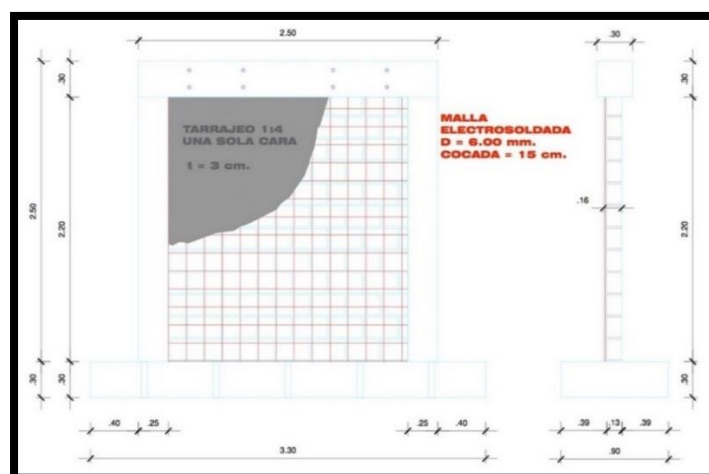 2.50
.30
.30
2.50
2.20
.30
TARRAJEO 1:4
UNA SOLA CARA
t = 3 cm.
MALLA
ELECTROSOLDADA
D = 6.00 mm.
COCADA = 15 cm.
.16
2.20
.30
.40 .25 .25 .40
3.30
.39 .13 .39
.90